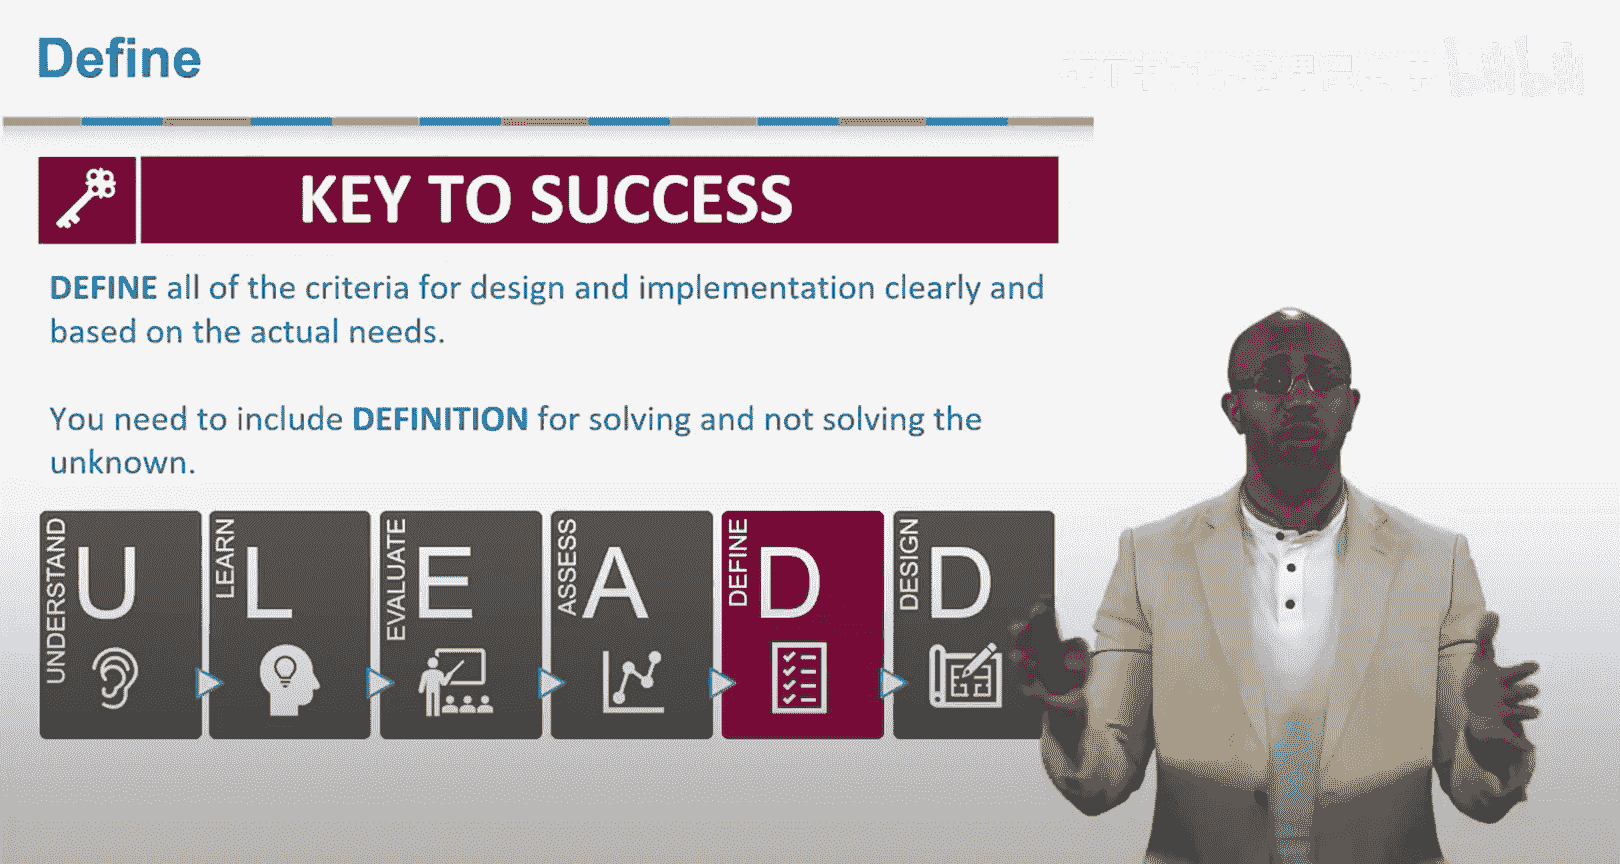 Define
KEY TO SUCCESS
DEFINE all of the criteria for design and implementation clearly and
based on the actual needs.
You need to include DEFINITION for solving and not solving the
unknown.
UNDERSTAND U
LEARN L
EVALUATE E
ASSESS A
DEFINE D
DESIGN D
bilibili